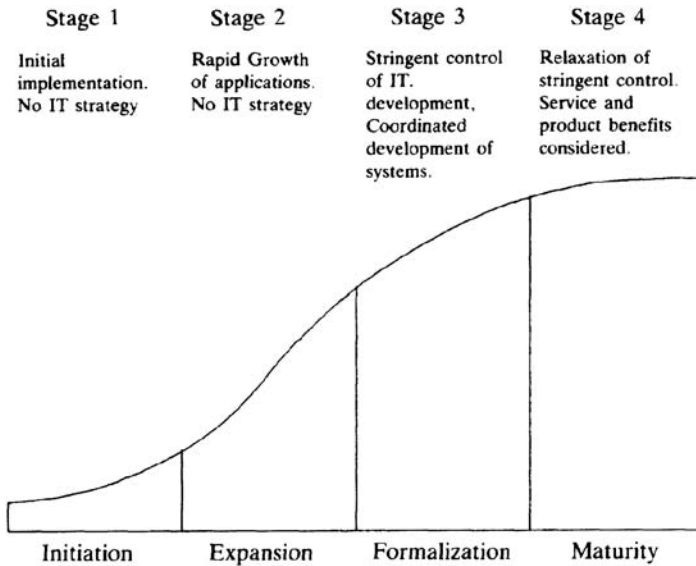 Stage 1
Stage 2
Stage 3
Stage 4
Initial
implementation.
No IT strategy
Rapid Growth
of applications.
No IT strategy
Stringent control
of IT.
development,
Coordinated
development of
systems.
Relaxation of
stringent control.
Service and
product benefits
considered.
Initiation
Expansion
Formalization
Maturity